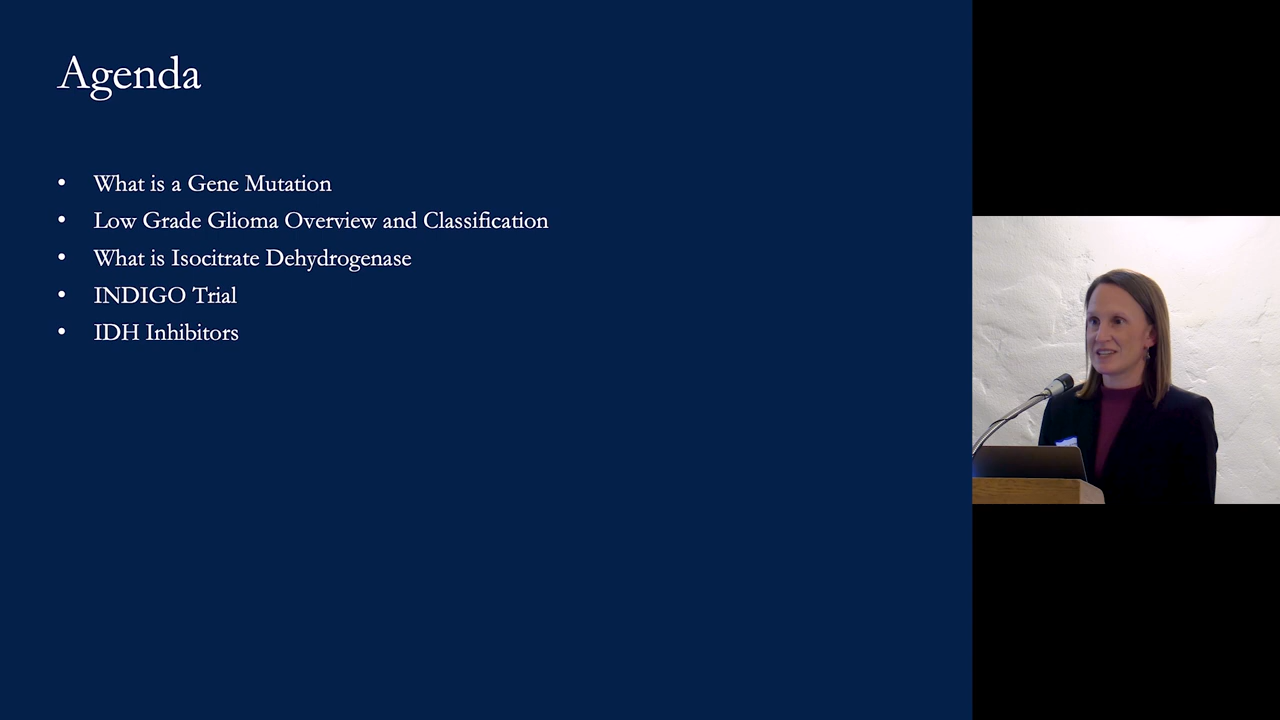 Agenda
• What is a Gene Mutation
• Low Grade Glioma Overview and Classification
• What is Isocitrate Dehydrogenase
• INDIGO Trial
• IDH Inhibitors